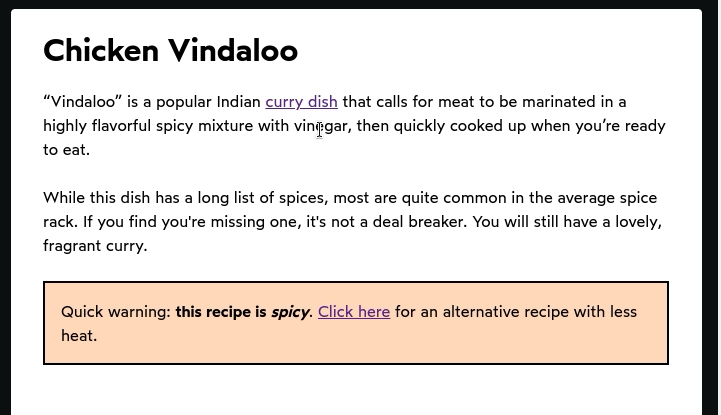 Chicken Vindaloo
“Vindaloo” is a popular Indian curry dish that calls for meat to be marinated in a
highly flavorful spicy mixture with vinegar, then quickly cooked up when you’re ready
to eat.
While this dish has a long list of spices, most are quite common in the average spice
rack. If you find you're missing one, it's not a deal breaker. You will still have a lovely,
fragrant curry.
Quick warning: this recipe is spicy. Click here for an alternative recipe with less
heat.